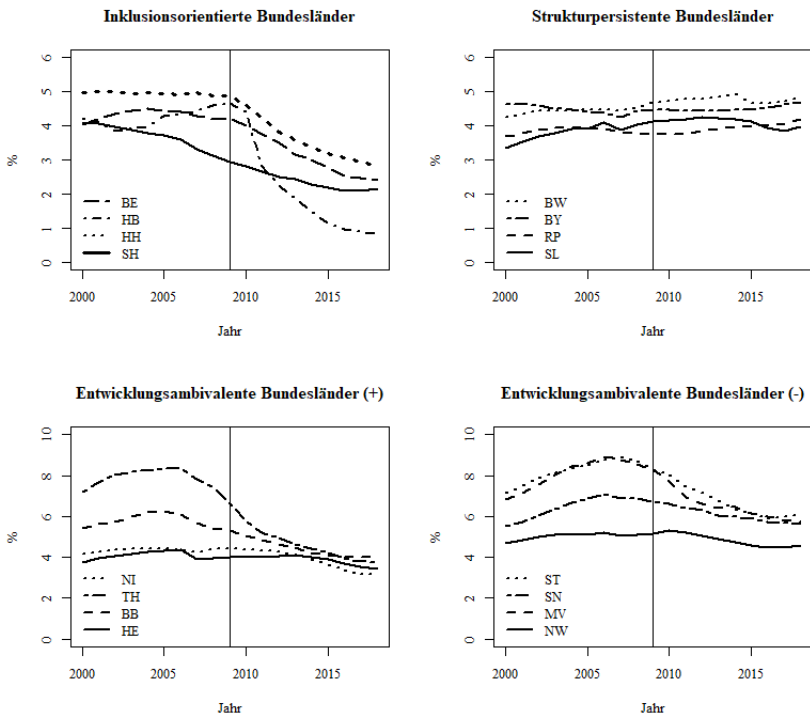 Inklusionsorientierte Bundesländer
6
5
4
3
2
1
0
%
BE
HB
HH
SH
2000
2005
2010
2015
Jahr
Strukturpersistente Bundesländer
6
5
4
3
2
1
0
%
BW
BY
RP
SL
2000
2005
2010
2015
Jahr
Entwicklungsambivalente Bundesländer (+)
10
8
6
4
2
0
%
NI
TH
BB
HE
2000
2005
2010
2015
Jahr
Entwicklungsambivalente Bundesländer (-)
10
8
6
4
2
0
%
ST
SN
MV
NW
2000
2005
2010
2015
Jahr